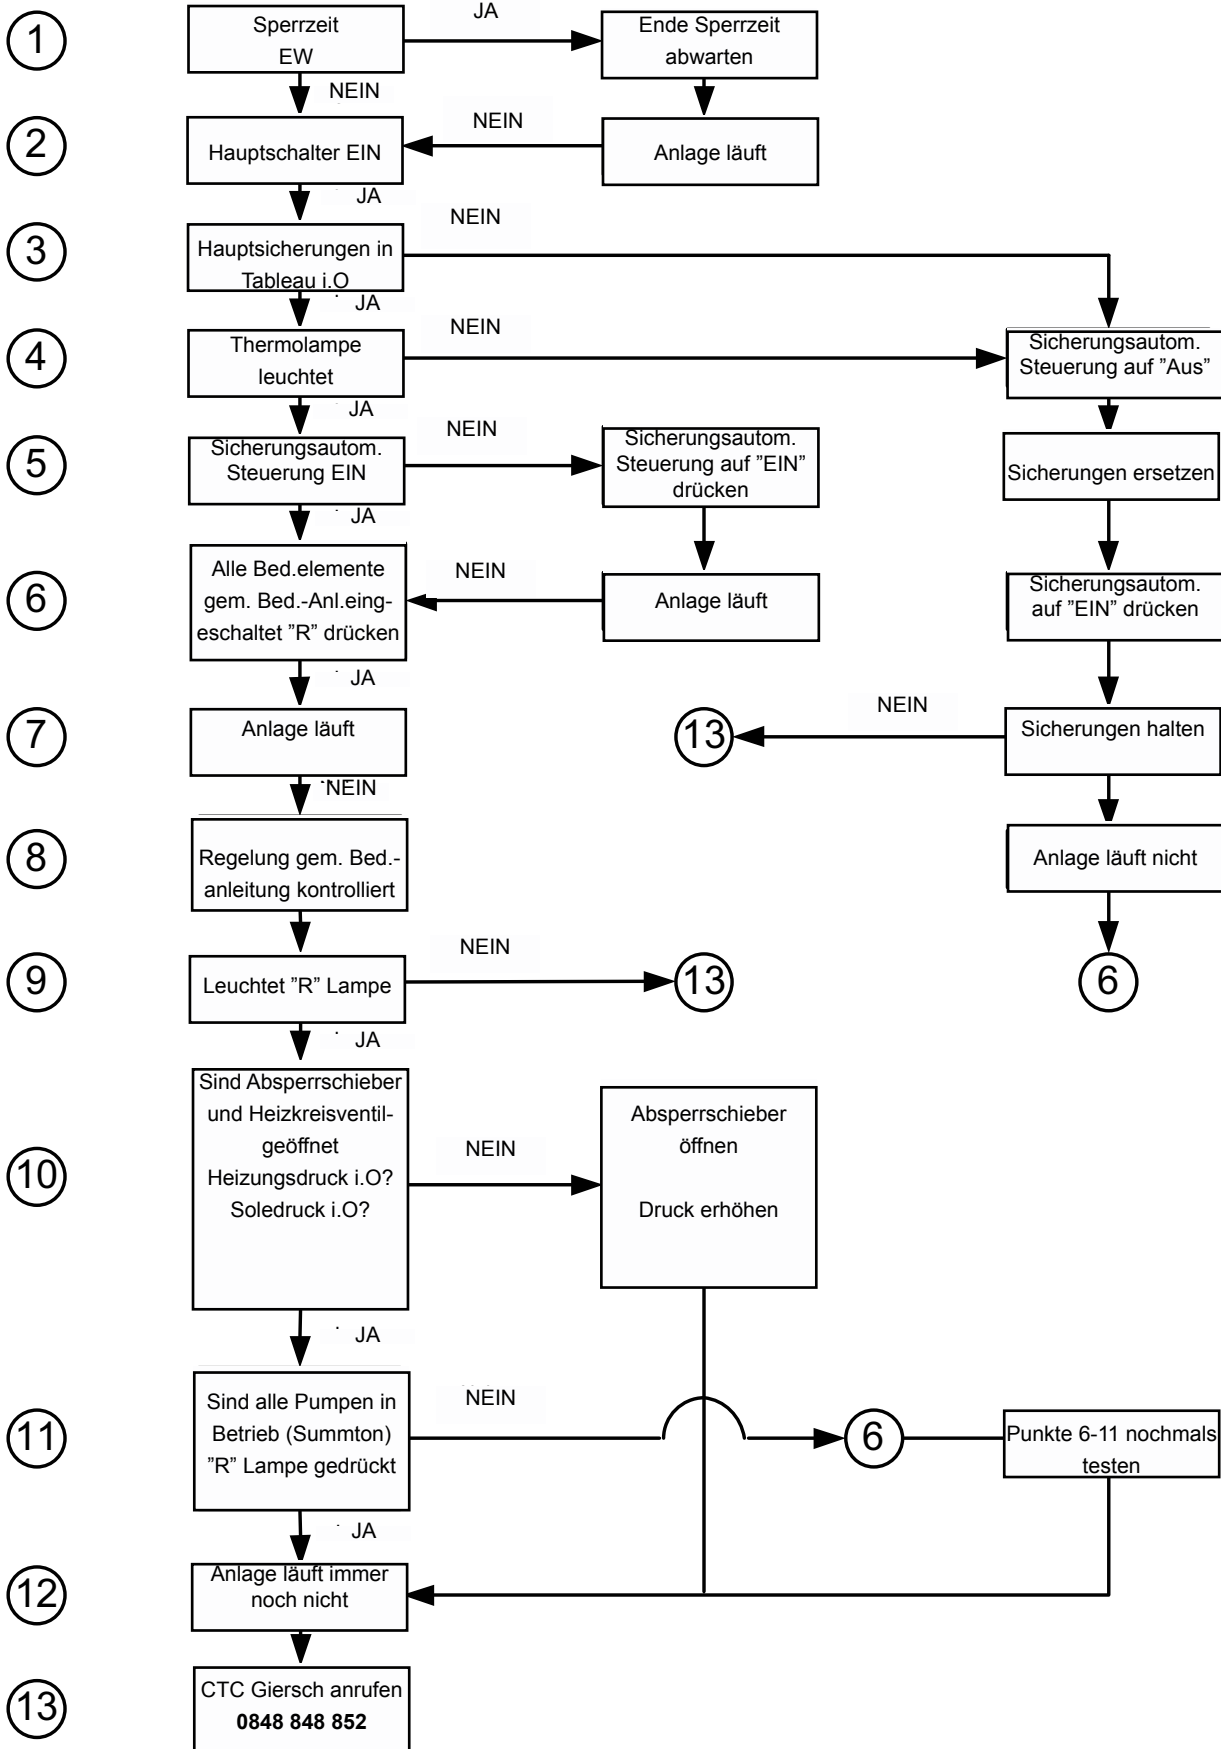 1
Sperrzeit
EW
JA
Ende Sperrzeit
abwarten
NEIN
2
Hauptschalter EIN
NEIN
Anlage läuft
JA
3
Hauptsicherungen in
Tableau i.O
NEIN
JA
4
Thermolampe
leuchtet
NEIN
Sicherungsautom.
Steuerung auf ”Aus”
JA
5
Sicherungsautom.
Steuerung EIN
NEIN
Sicherungsautom.
Steuerung auf ”EIN”
drücken
Sicherungen ersetzen
JA
6
Alle Bed.elemente
gem. Bed.-Anl.eing-
eschaltet ”R” drücken
NEIN
Anlage läuft
Sicherungsautom.
auf ”EIN” drücken
JA
7
Anlage läuft
13
NEIN
Sicherungen halten
NEIN
8
Regelung gem. Bed.-
anleitung kontrolliert
Anlage läuft nicht
9
Leuchtet ”R” Lampe
NEIN
13
6
JA
10
Sind Absperrschieber
und Heizkreisventil-
geöffnet
Heizungsdruck i.O?
Soledruck i.O?
NEIN
Absperrschieber
öffnen
Druck erhöhen
JA
11
Sind alle Pumpen in
Betrieb (Summton)
”R” Lampe gedrückt
NEIN
6
Punkte 6-11 nochmals
testen
JA
12
Anlage läuft immer
noch nicht
13
CTC Giersch anrufen
0848 848 852